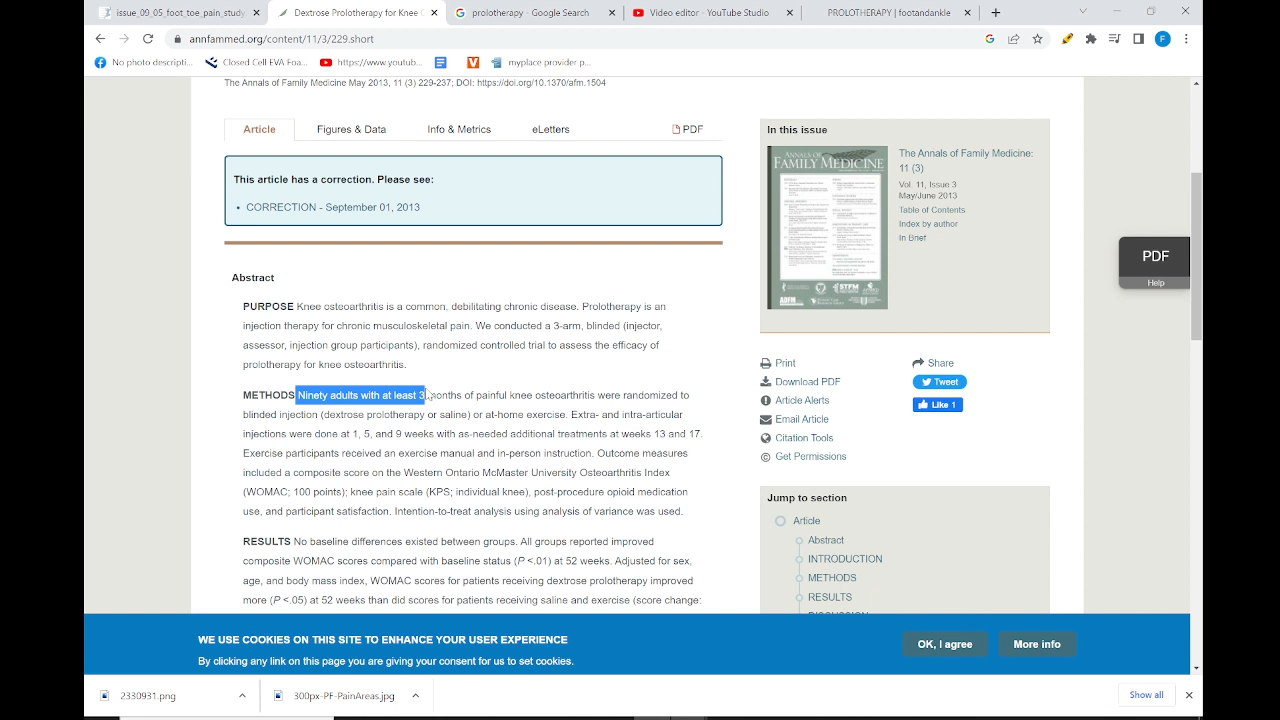 issue_09_05_foot_toe_pain_study
Dextrose Prolotherapy for Knee
prolotherapy - Google Search
Video editor - YouTube Studio
PROLOTHERAPY | footandankle
annfammed.org/content/11/3/229.short
F
No photo descripti...
Closed Cell EVA Foa...
https://www.youtub...
myplace provider p...
The Annals of Family Medicine May 2013, 11 (3) 229-237; DOI: https://doi.org/10.1370/afm.1504
Article
Figures & Data
Info & Metrics
eLetters
PDF
This article has a correction. Please see:
CORRECTION - September 01, 2013
Abstract
PURPOSE Knee osteoarthritis is a common, debilitating chronic disease. Prolotherapy is an
injection therapy for chronic musculoskeletal pain. We conducted a 3-arm, blinded (injector,
assessor, injection group participants), randomized controlled trial to assess the efficacy of
prolotherapy for knee osteoarthritis.
METHODS Ninety adults with at least 3 months of painful knee osteoarthritis were randomized to
blinded injection (dextrose prolotherapy or saline) or at-home exercise. Extra- and intra-articular
injections were done at 1, 5, and 9 weeks with as-needed additional treatments at weeks 13 and 17.
Exercise participants received an exercise manual and in-person instruction. Outcome measures
included a composite score on the Western Ontario McMaster University Osteoarthritis Index
(WOMAC; 100 points); knee pain scale (KPS; individual knee), post-procedure opioid medication
use, and participant satisfaction. Intention-to-treat analysis using analysis of variance was used.
RESULTS No baseline differences existed between groups. All groups reported improved
composite WOMAC scores compared with baseline status (P <.01) at 52 weeks. Adjusted for sex,
age, and body mass index, WOMAC scores for patients receiving dextrose prolotherapy improved
more (P <.05) at 52 weeks than did scores for patients receiving saline and exercise (score change:
In this issue
ANNALS OF
FAMILY MEDICINE
The Annals of Family Medicine:
11 (3)
Vol. 11, Issue 3
May/June 2013
Table of Contents
Index by author
In Brief
PDF
Help
Print
Share
Download PDF
Tweet
Article Alerts
Like 1
Email Article
Citation Tools
Get Permissions
Jump to section
Article
Abstract
INTRODUCTION
METHODS
RESULTS
DISCUSSION
WE USE COOKIES ON THIS SITE TO ENHANCE YOUR USER EXPERIENCE
By clicking any link on this page you are giving your consent for us to set cookies.
OK, I agree
More info
2330931.png
300px-PF-PainAreas.jpg
Show all